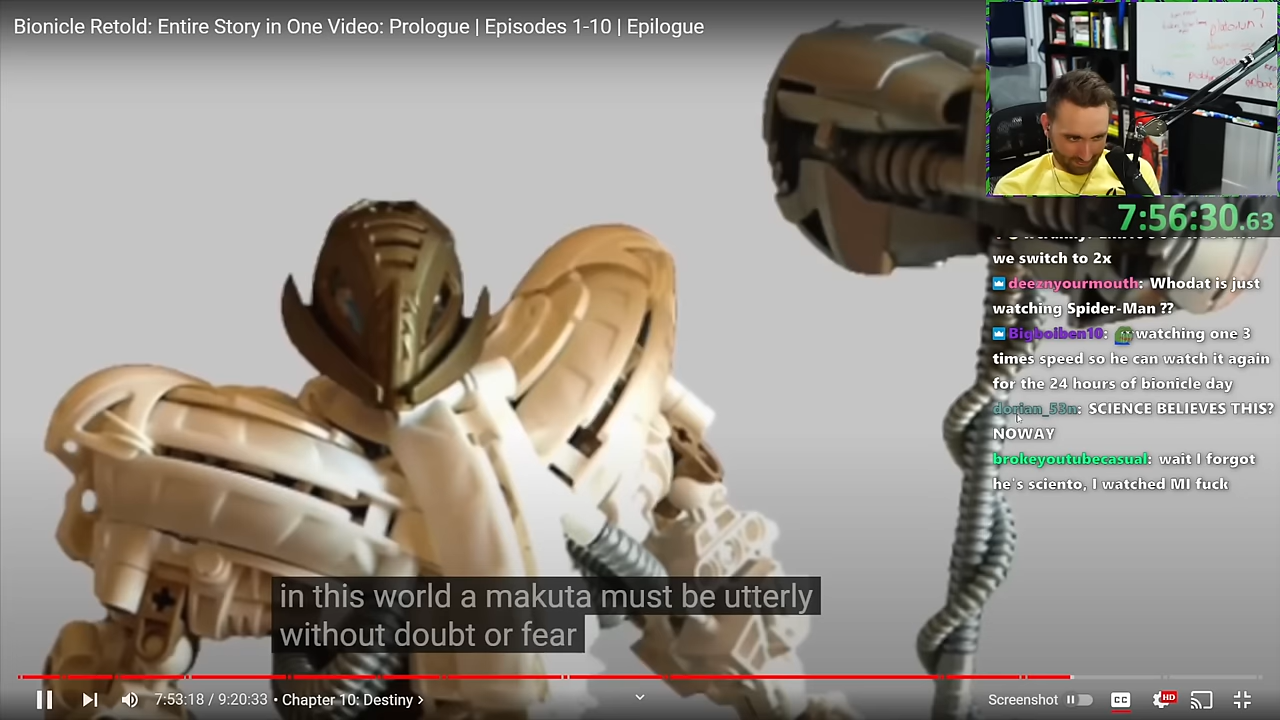 Bionicle Retold: Entire Story in One Video: Prologue | Episodes 1-10 | Epilogue
7:56:30.63
we switch to 2x
deeznyourmouth: Whodat is just
watching Spider-Man ??
Bigboiben10: watching one 3
times speed so he can watch it again
for the 24 hours of bionicle day
dorian_53n: SCIENCE BELIEVES THIS?
NOWAY
brokeyoutubecasual: wait I forgot
he's sciento, I watched MI fuck
in this world a makuta must be utterly
without doubt or fear
7:53:18 / 9:20:33 • Chapter 10: Destiny
Screenshot
CC
HD